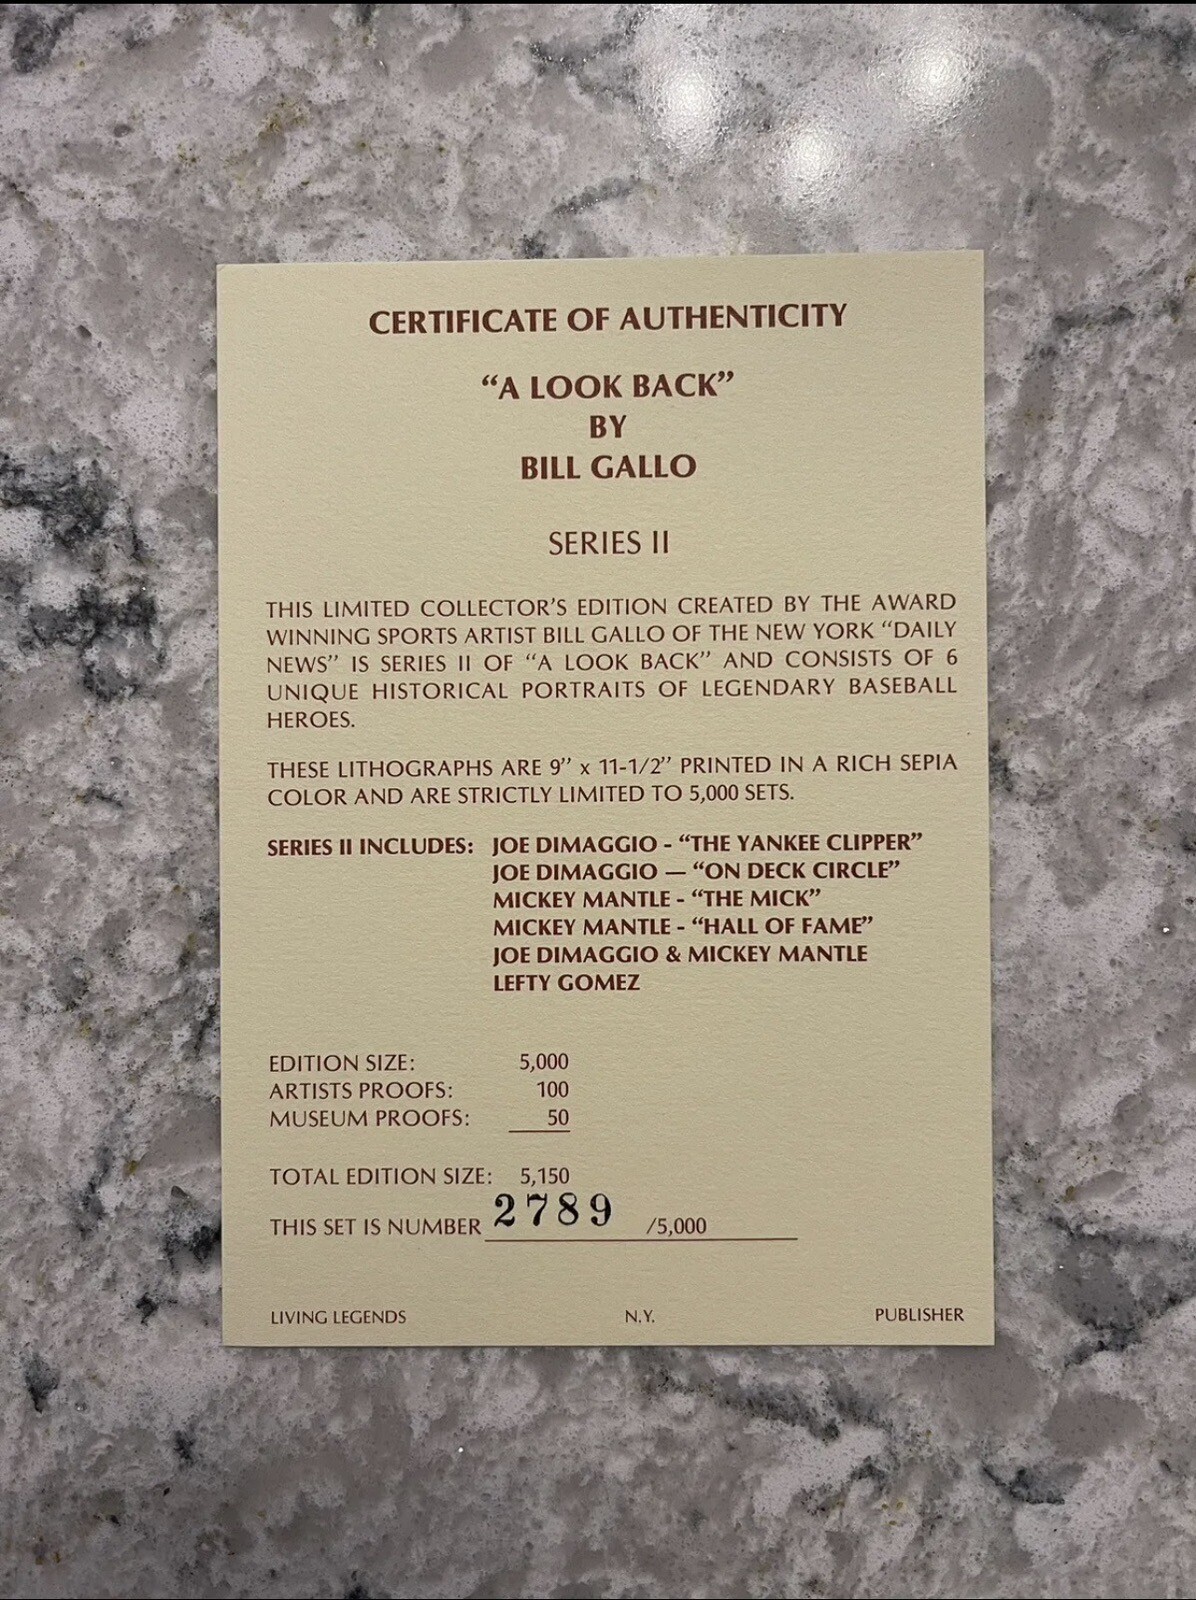 CERTIFICATE OF AUTHENTICITY
“A LOOK BACK”
BY
BILL GALLO
SERIES II
THIS LIMITED COLLECTOR’S EDITION CREATED BY THE AWARD
WINNING SPORTS ARTIST BILL GALLO OF THE NEW YORK “DAILY
NEWS” IS SERIES II OF “A LOOK BACK” AND CONSISTS OF 6
UNIQUE HISTORICAL PORTRAITS OF LEGENDARY BASEBALL
HEROES.
THESE LITHOGRAPHS ARE 9’’ x 11-1/2’’ PRINTED IN A RICH SEPIA
COLOR AND ARE STRICTLY LIMITED TO 5,000 SETS.
SERIES II INCLUDES: JOE DIMAGGIO - “THE YANKEE CLIPPER”
JOE DIMAGGIO — “ON DECK CIRCLE”
MICKEY MANTLE - “THE MICK”
MICKEY MANTLE - “HALL OF FAME”
JOE DIMAGGIO & MICKEY MANTLE
LEFTY GOMEZ
EDITION SIZE: 5,000
ARTISTS PROOFS: 100
MUSEUM PROOFS: 50
TOTAL EDITION SIZE: 5,150
THIS SET IS NUMBER 2789 /5,000
LIVING LEGENDS N.Y. PUBLISHER